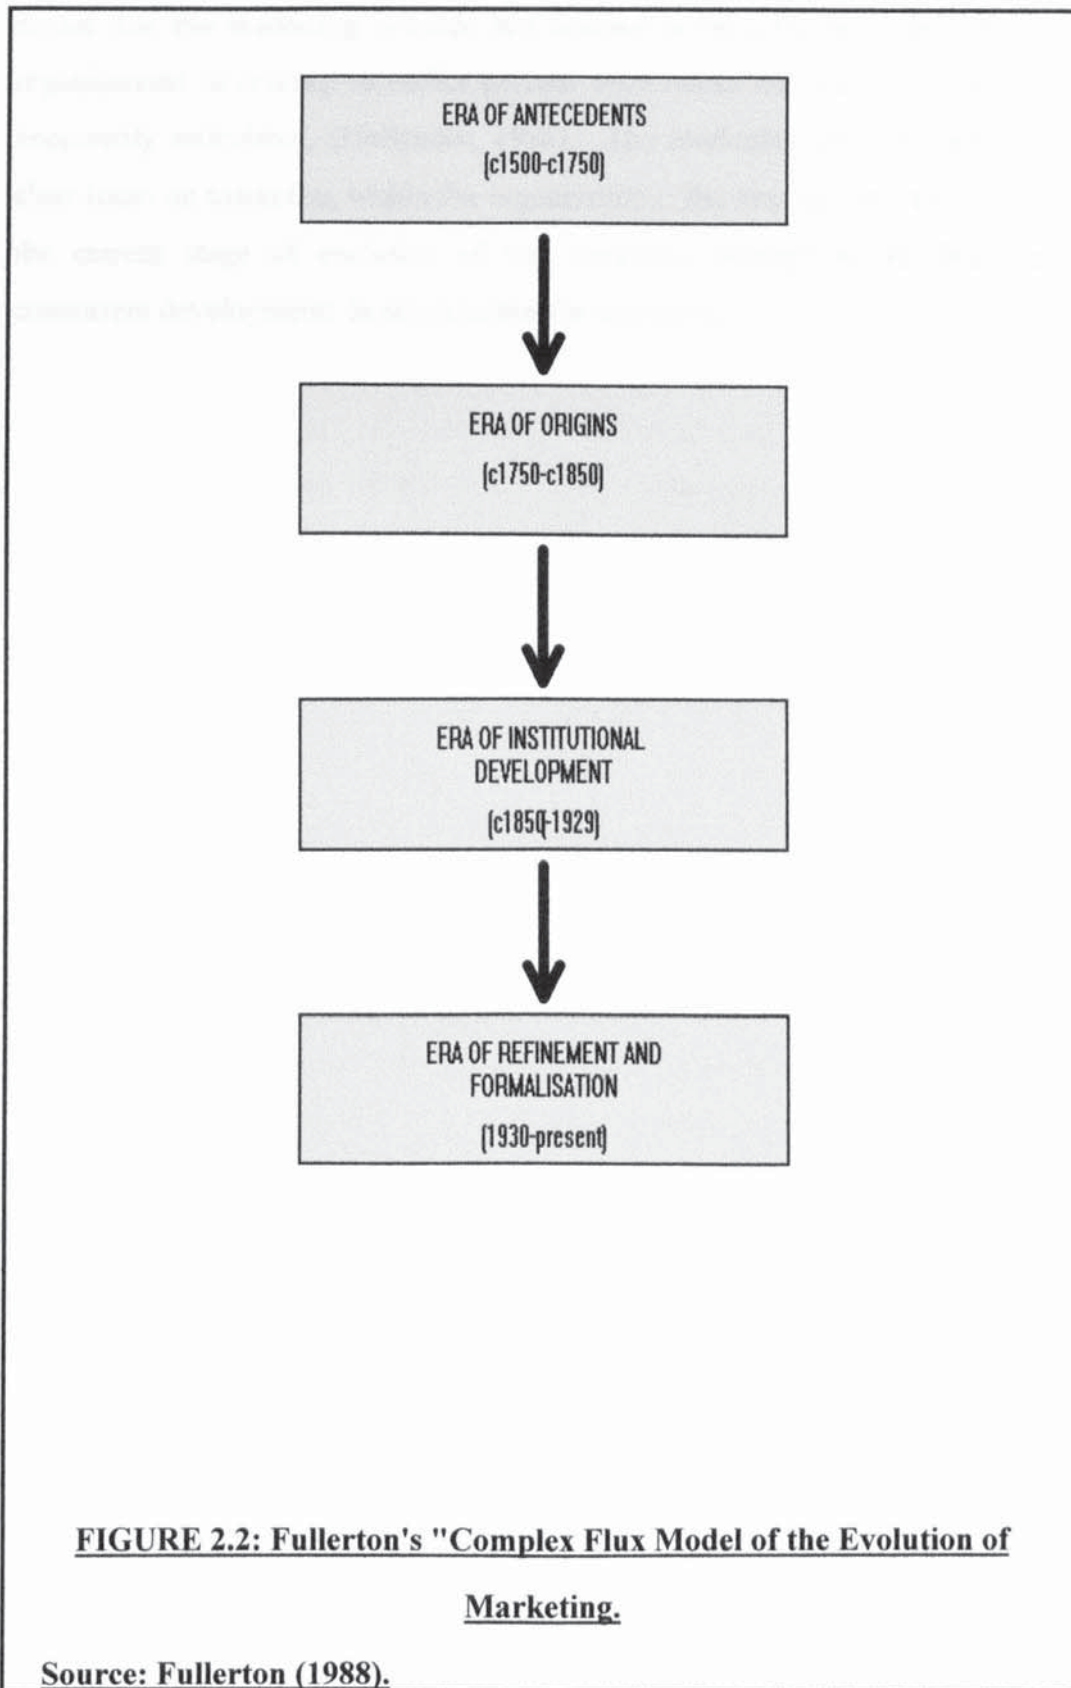 ERA OF ANTECEDENTS
(c1500-c1750)
ERA OF ORIGINS
(c1750-c1850)
ERA OF INSTITUTIONAL
DEVELOPMENT
(c1850-1929)
ERA OF REFINEMENT AND
FORMALISATION
(1930-present)
FIGURE 2.2: Fullerton's "Complex Flux Model of the Evolution of
Marketing.
Source: Fullerton (1988).